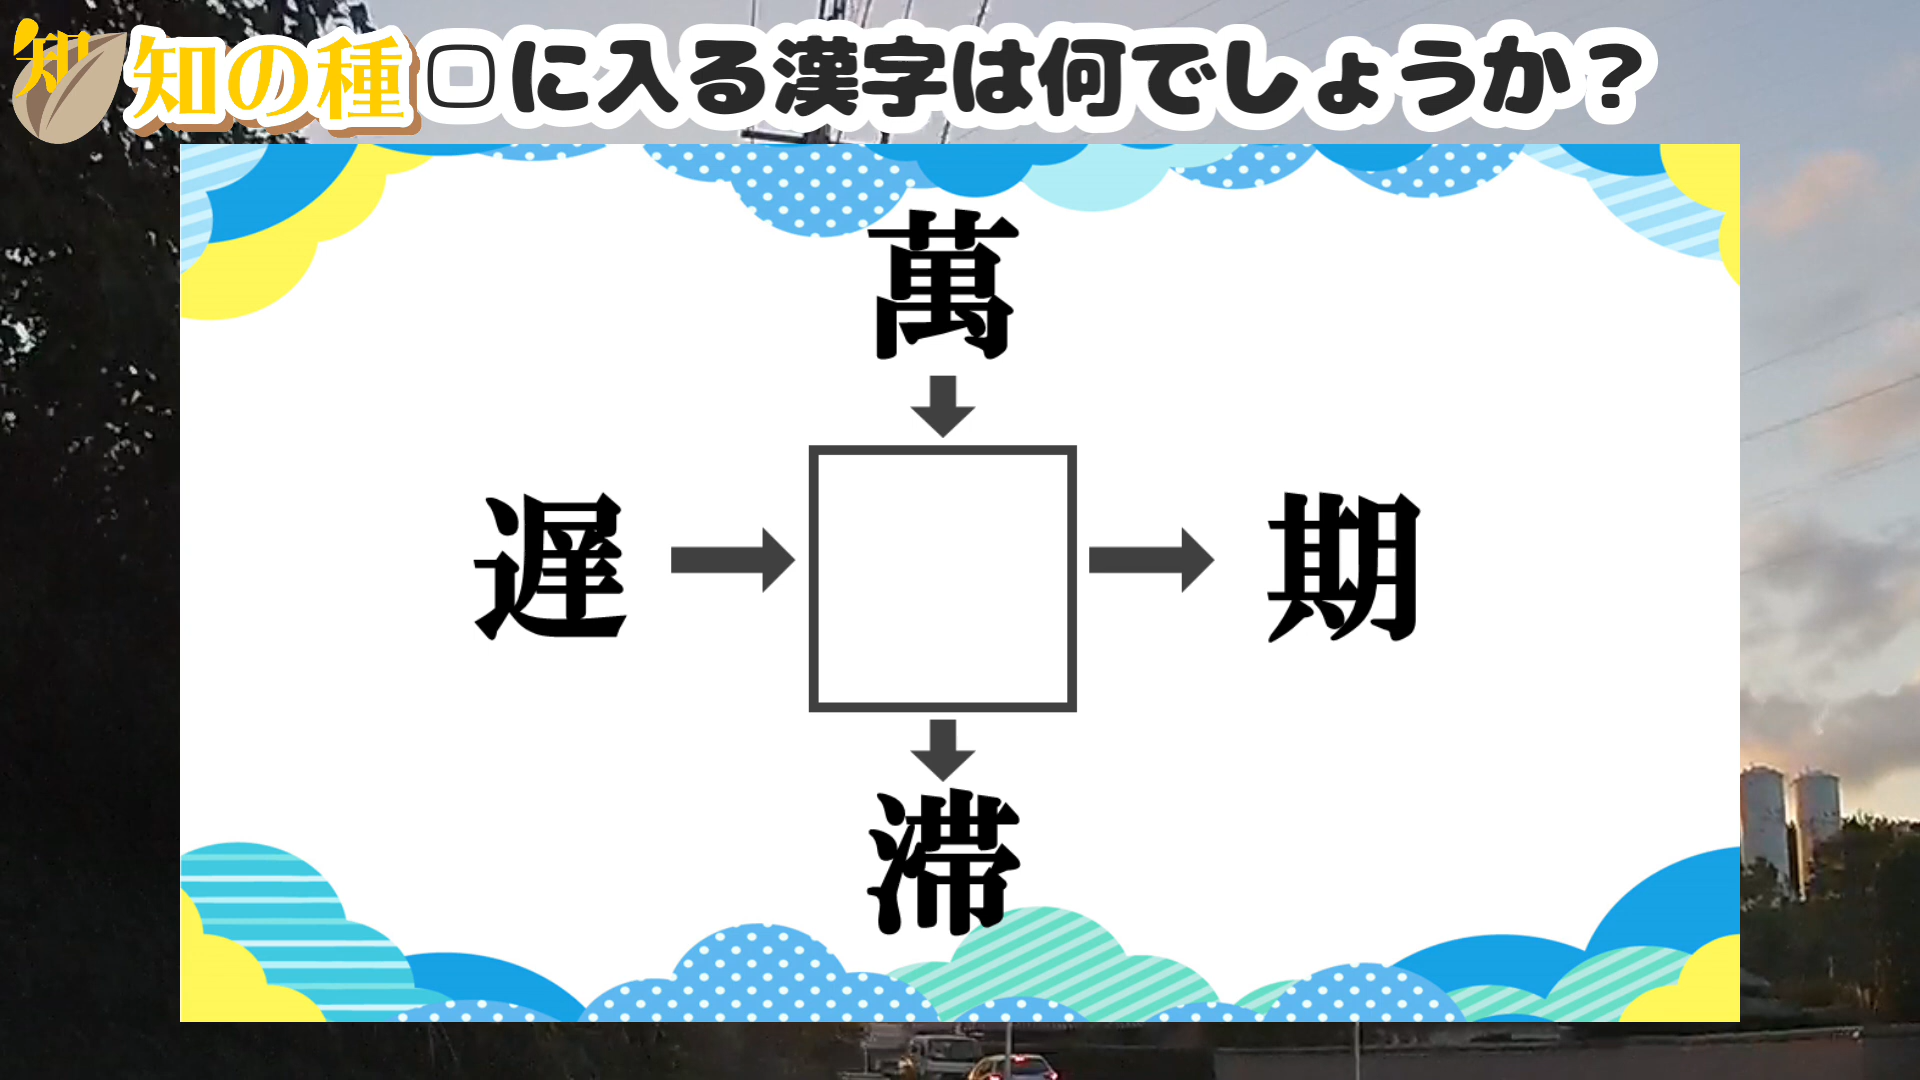 知 知の種 □に入る漢字は何でしょうか？
萬
遅 期
滞